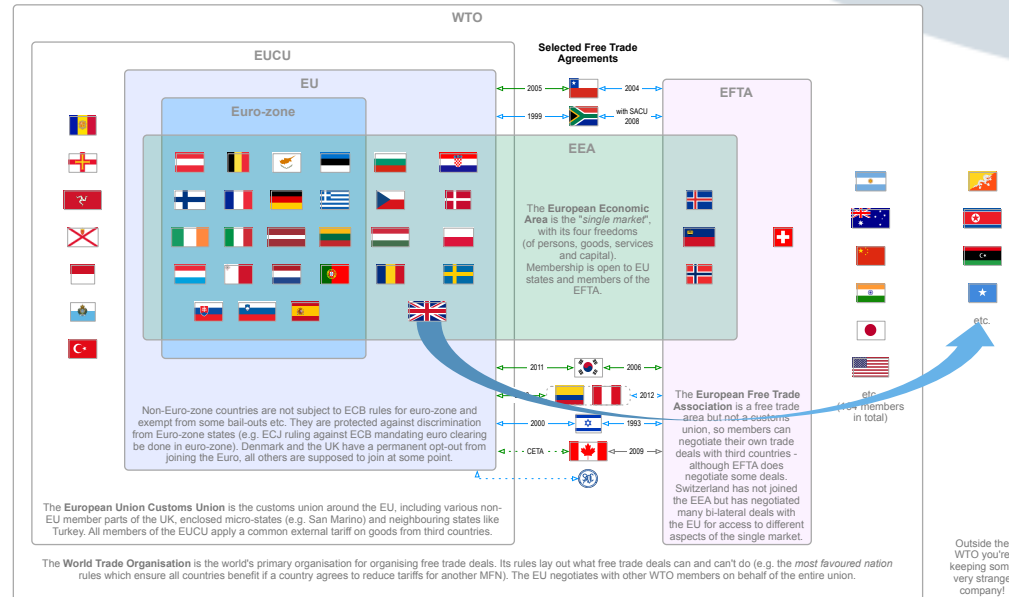 WTO
EUCU
EU
Euro-zone
Selected Free Trade
Agreements
2005
2004
1999
with SACU
2008
EFTA
EEA
The European Economic
Area is the "single market",
with its four freedoms
(of persons, goods, services
and capital).
Membership is open to EU
states and members of the
EFTA.
etc.
2011
2006
2012
2000
1993
CETA
2009
etc
members
in total)
Non-Euro-zone countries are not subject to ECB rules for euro-zone and
exempt from some bail-outs etc. They are protected against discrimination
from Euro-zone states (e.g. ECJ ruling against ECB mandating euro clearing
be done in euro-zone). Denmark and the UK have a permanent opt-out from
joining the Euro, all others are supposed to join at some point.
The European Free Trade
Association is a free trade
area but not a customs
union, so members can
negotiate their own trade
deals with third countries -
although EFTA does
negotiate some deals.
Switzerland has not joined
the EEA but has negotiated
many bi-lateral deals with
the EU for access to different
aspects of the single market.
The European Union Customs Union is the customs union around the EU, including various non-
EU member parts of the UK, enclosed micro-states (e.g. San Marino) and neighbouring states like
Turkey. All members of the EUCU apply a common external tariff on goods from third countries.
The World Trade Organisation is the world's primary organisation for organising free trade deals. Its rules lay out what free trade deals can and can't do (e.g. the most favoured nation
rules which ensure all countries benefit if a country agrees to reduce tariffs for another MFN). The EU negotiates with other WTO members on behalf of the entire union.
Outside the
WTO you're
keeping som
very strange
company!